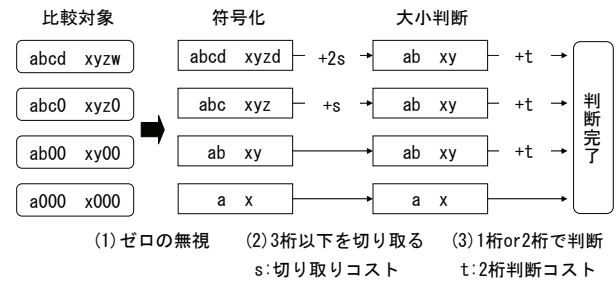 比較対象 符号化 大小判断
abcd xyzw abcd xyzd +2s ab xy +t
abc0 xyz0 abc xyz +s ab xy +t
ab00 xy00 ab xy ab xy +t
a000 x000 a x a x
判断完了
(1)ゼロの無視 (2)3桁以下を切り取る (3)1桁or2桁で判断
s:切り取りコスト t:2桁判断コスト